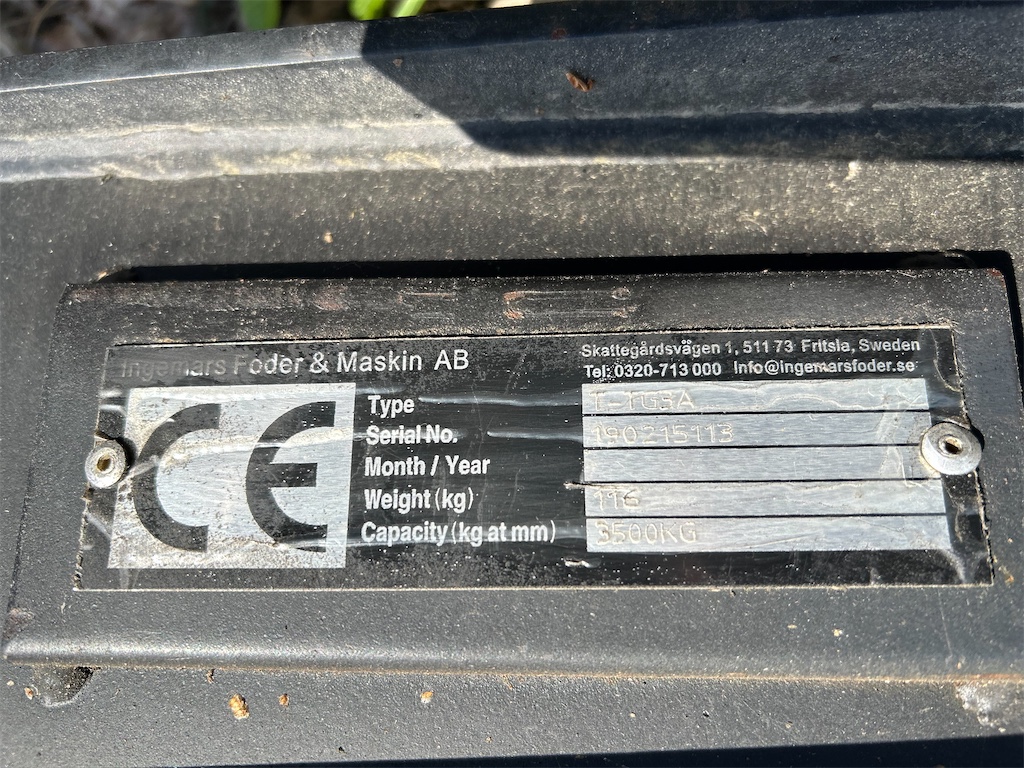 Ingemars Foder & Maskin AB
Skattegårdsvägen 1, 511 73 Fritsla, Sweden
Tel: 0320-713 000 Info@ingemarsfoder.se
CE
Type
Serial No. 190215113
Month / Year
Weight (kg) 116
Capacity (kg at mm) 3500KG